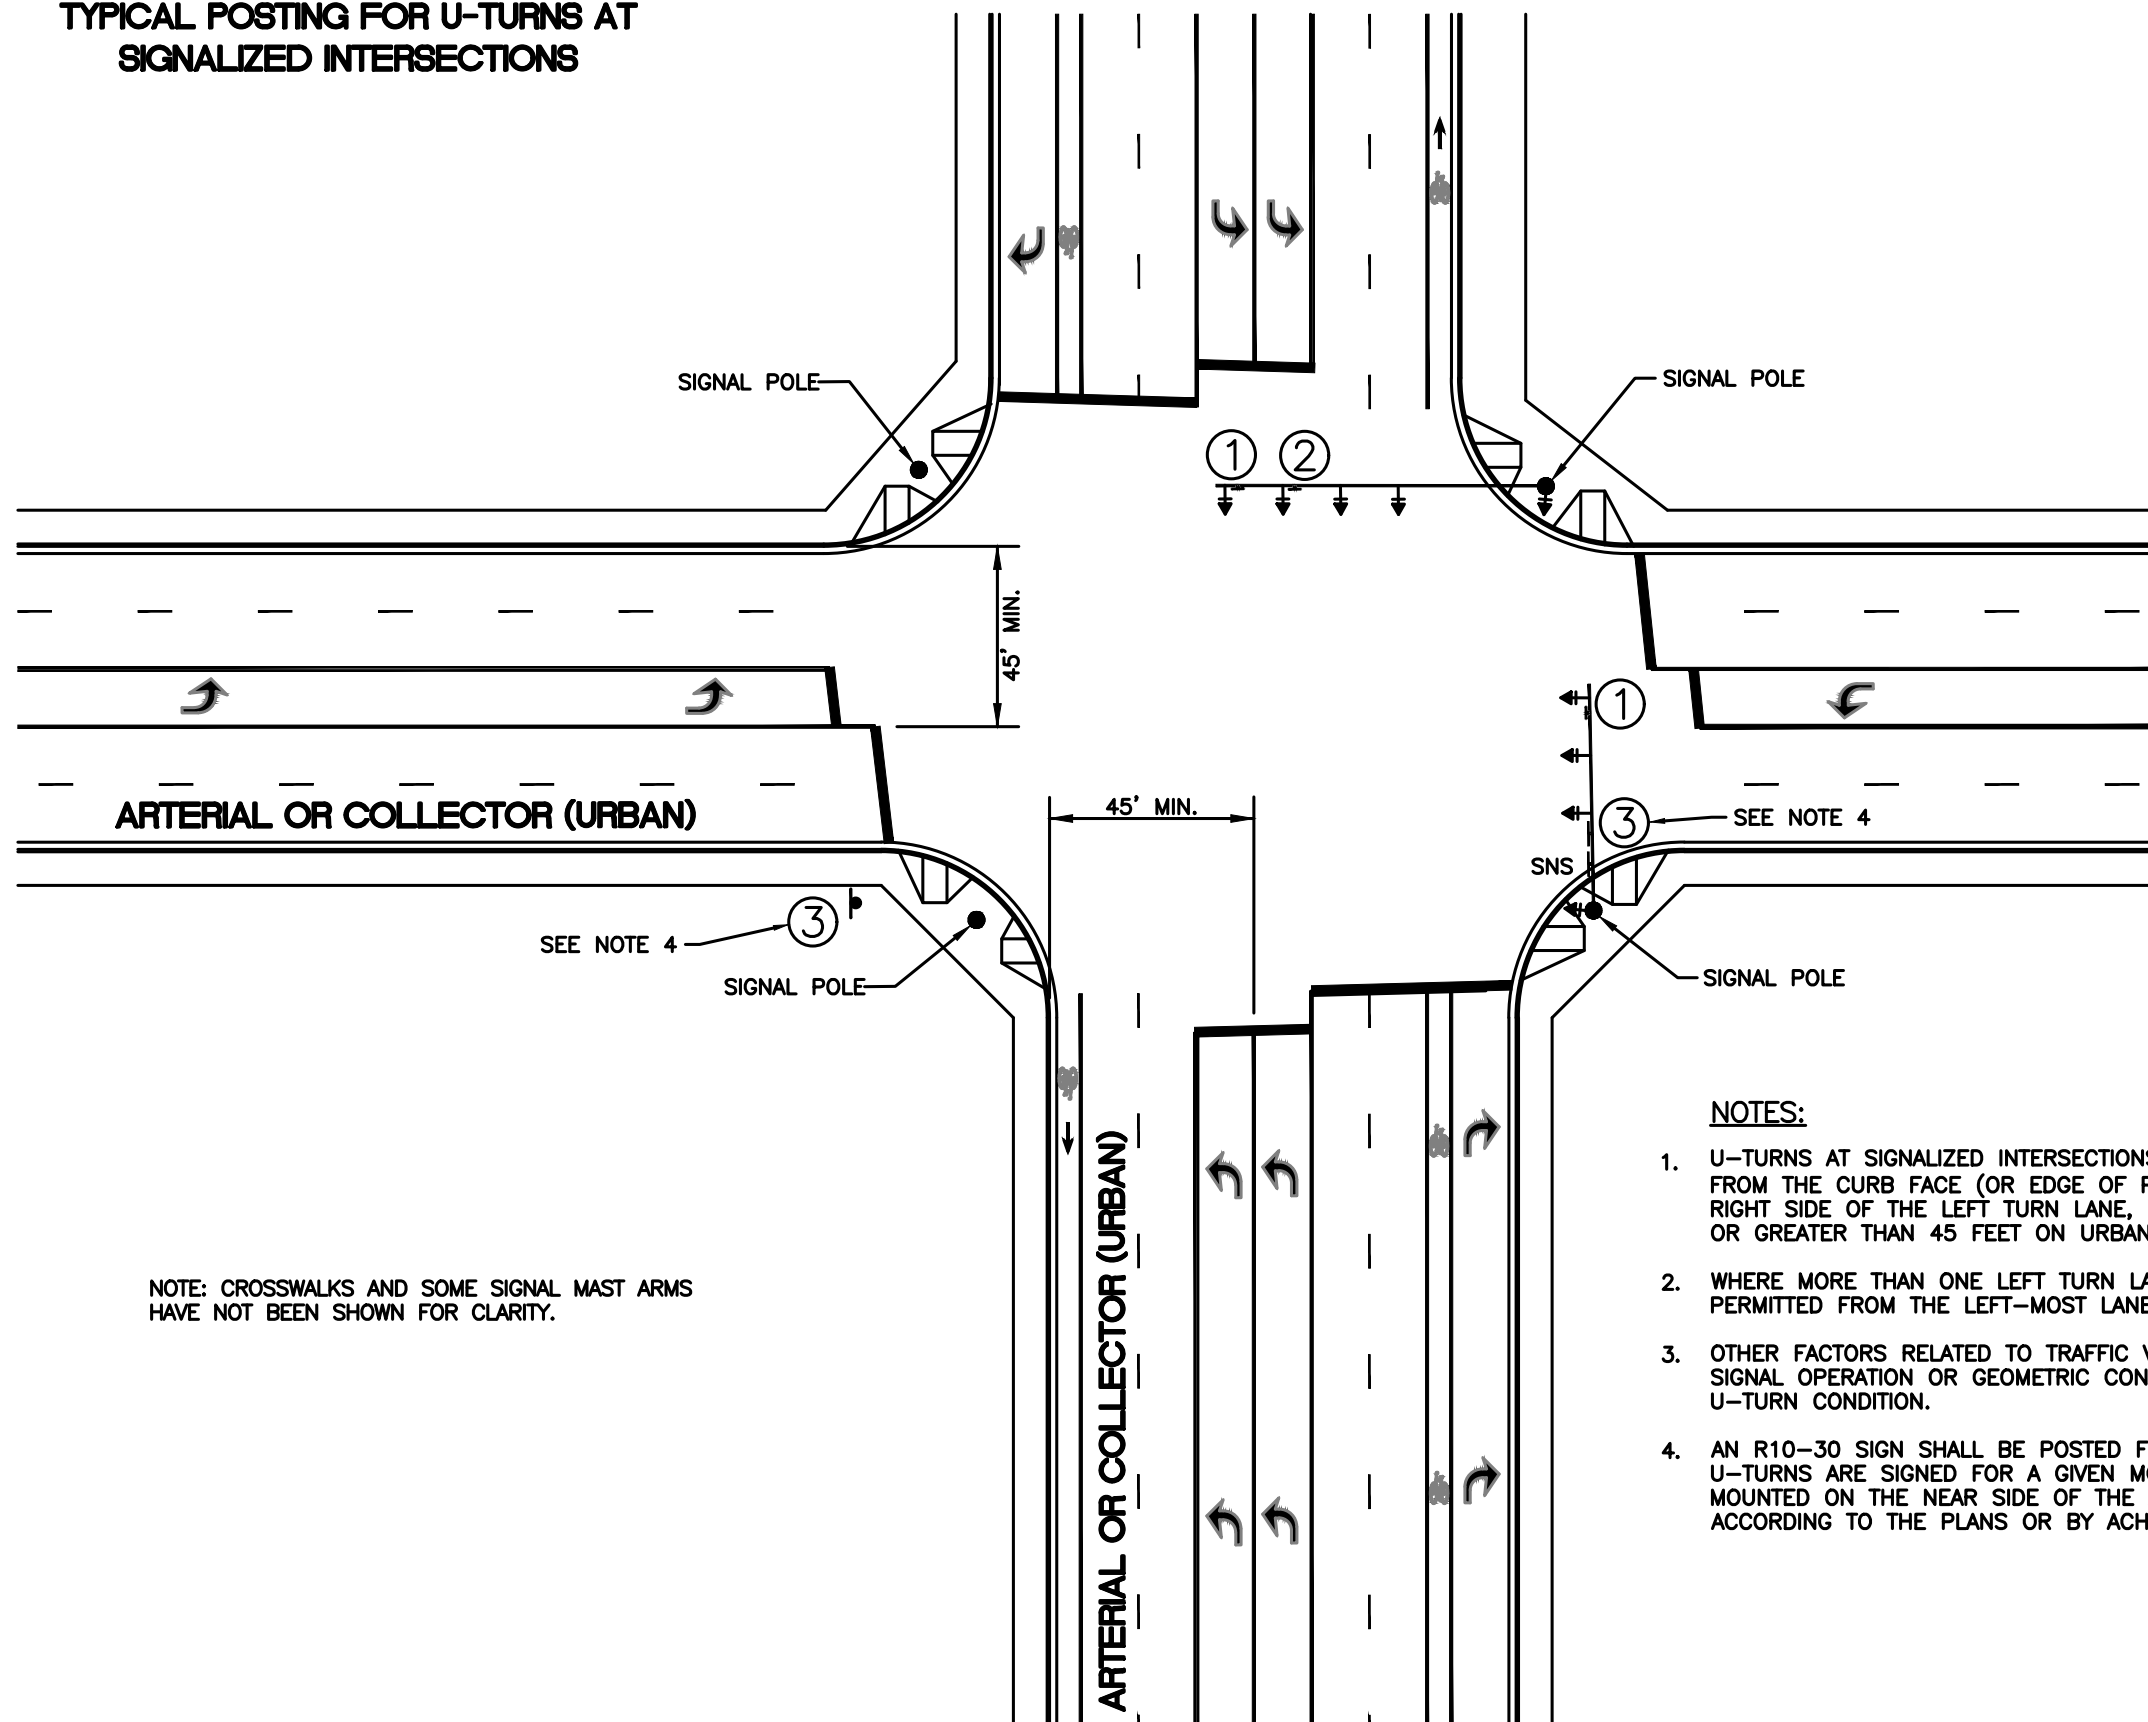 TYPICAL POSTING FOR U-TURNS AT
SIGNALIZED INTERSECTIONS
SIGNAL POLE
SIGNAL POLE
1
2
45' MIN.
1
45' MIN.
3
SEE NOTE 4
ARTERIAL OR COLLECTOR (URBAN)
SNS
3
SEE NOTE 4
SIGNAL POLE
SIGNAL POLE
ARTERIAL OR COLLECTOR (URBAN)
NOTE: CROSSWALKS AND SOME SIGNAL MAST ARMS
HAVE NOT BEEN SHOWN FOR CLARITY.
NOTES:
1. U-TURNS AT SIGNALIZED INTERSECTIONS
FROM THE CURB FACE (OR EDGE OF
RIGHT SIDE OF THE LEFT TURN LANE,
OR GREATER THAN 45 FEET ON URBAN
2. WHERE MORE THAN ONE LEFT TURN
PERMITTED FROM THE LEFT-MOST LANE
3. OTHER FACTORS RELATED TO TRAFFIC
SIGNAL OPERATION OR GEOMETRIC
U-TURN CONDITION.
4. AN R10-30 SIGN SHALL BE POSTED
U-TURNS ARE SIGNED FOR A GIVEN
MOUNTED ON THE NEAR SIDE OF THE
ACCORDING TO THE PLANS OR BY